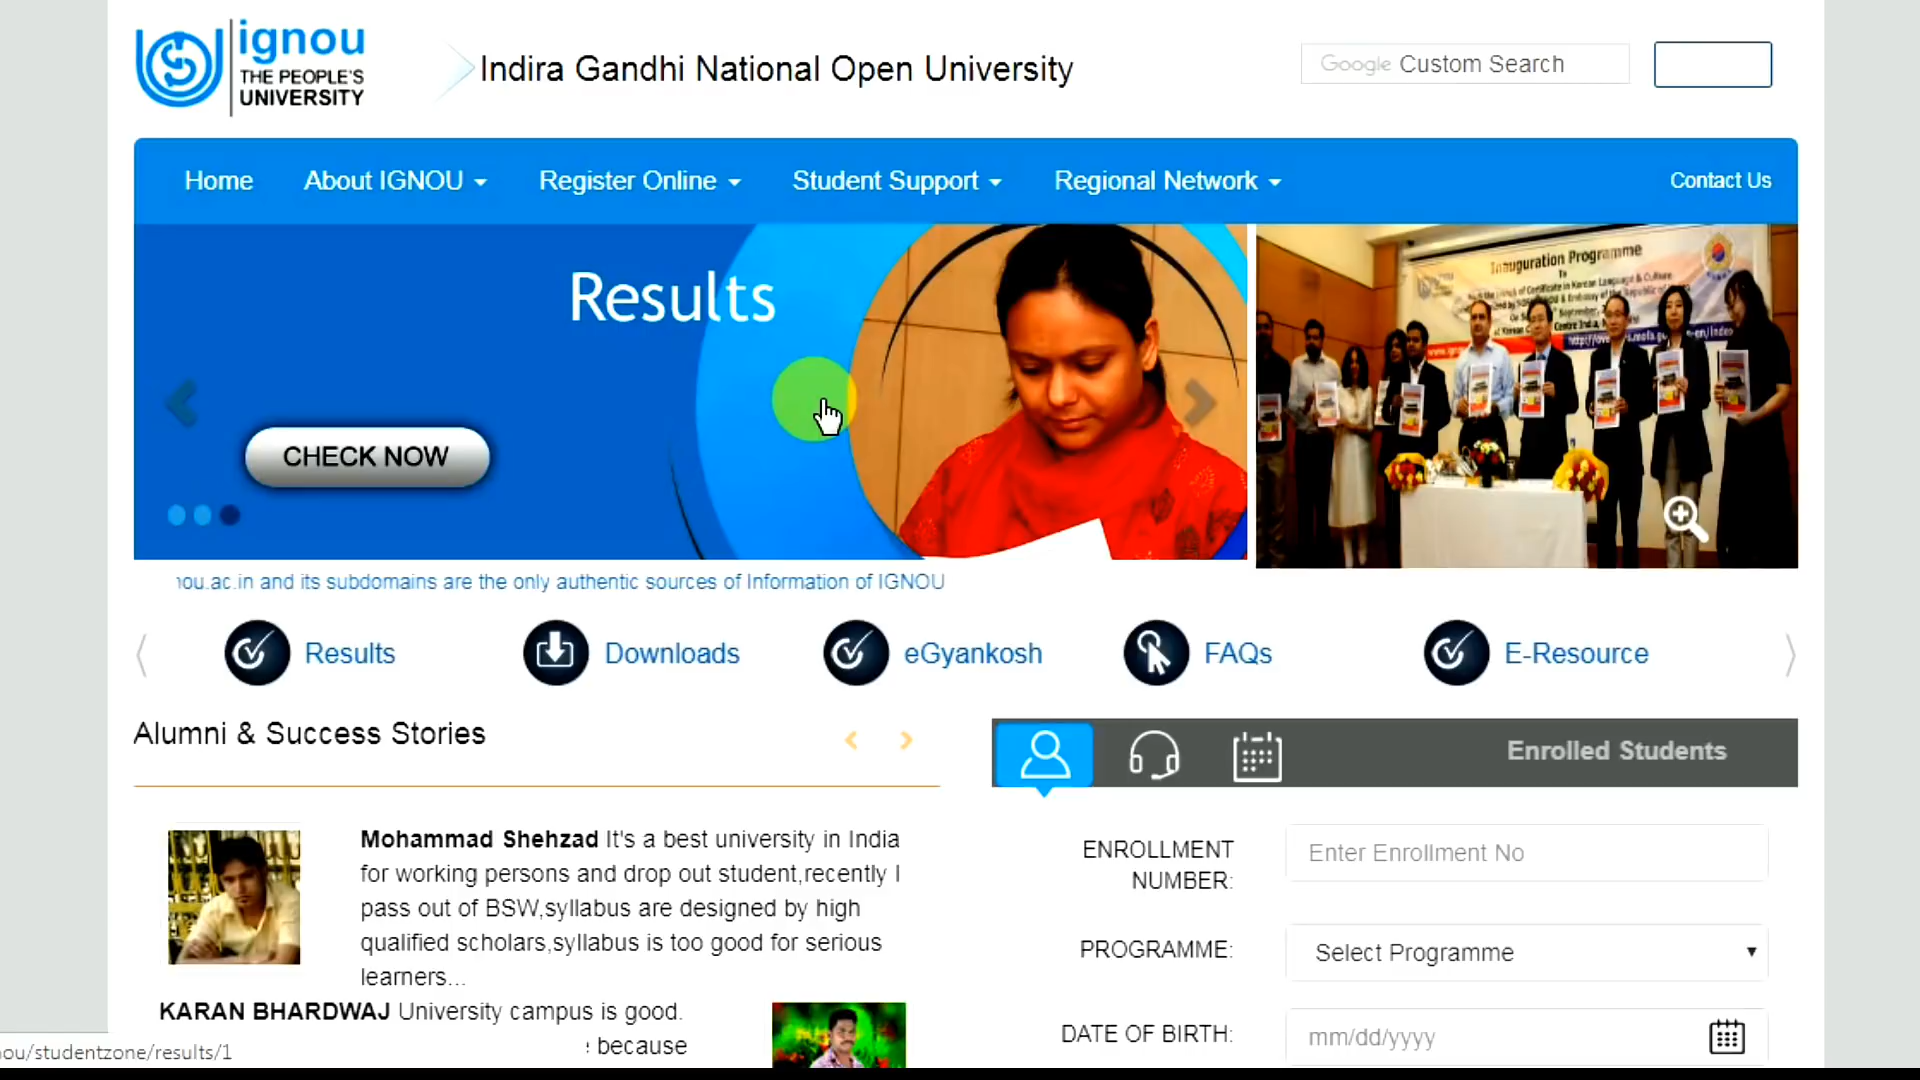 ignou
THE PEOPLE'S
UNIVERSITY
Indira Gandhi National Open University
Google Custom Search
Home
About IGNOU
Register Online
Student Support
Regional Network
Contact Us
Results
CHECK NOW
Inauguration Programme
To
nou.ac.in and its subdomains are the only authentic sources of Information of IGNOU
Results
Downloads
eGyankosh
FAQs
E-Resource
Alumni & Success Stories
Enrolled Students
Mohammad Shehzad It's a best university in India
for working persons and drop out student,recently I
pass out of BSW,syllabus are designed by high
qualified scholars,syllabus is too good for serious
learners...
KARAN BHARDWAJ University campus is good.
because
ENROLLMENT
NUMBER:
Enter Enrollment No
PROGRAMME:
Select Programme
DATE OF BIRTH:
mm/dd/yyyy
ou/studentzone/results/1